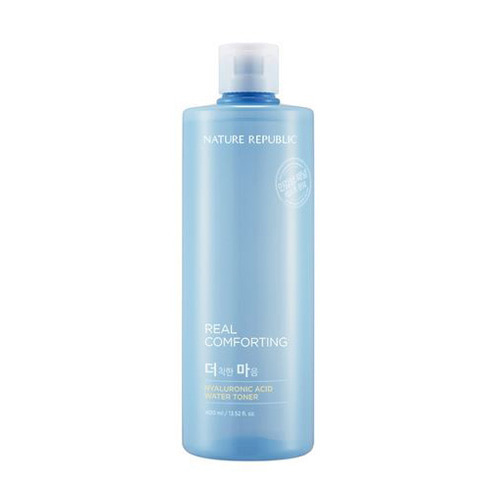 NATURE REPUBLIC
REAL
COMFORTING
더 착한 마음
HYALURONIC ACID
WATER TONER
400 ml / 13.52 fl. oz